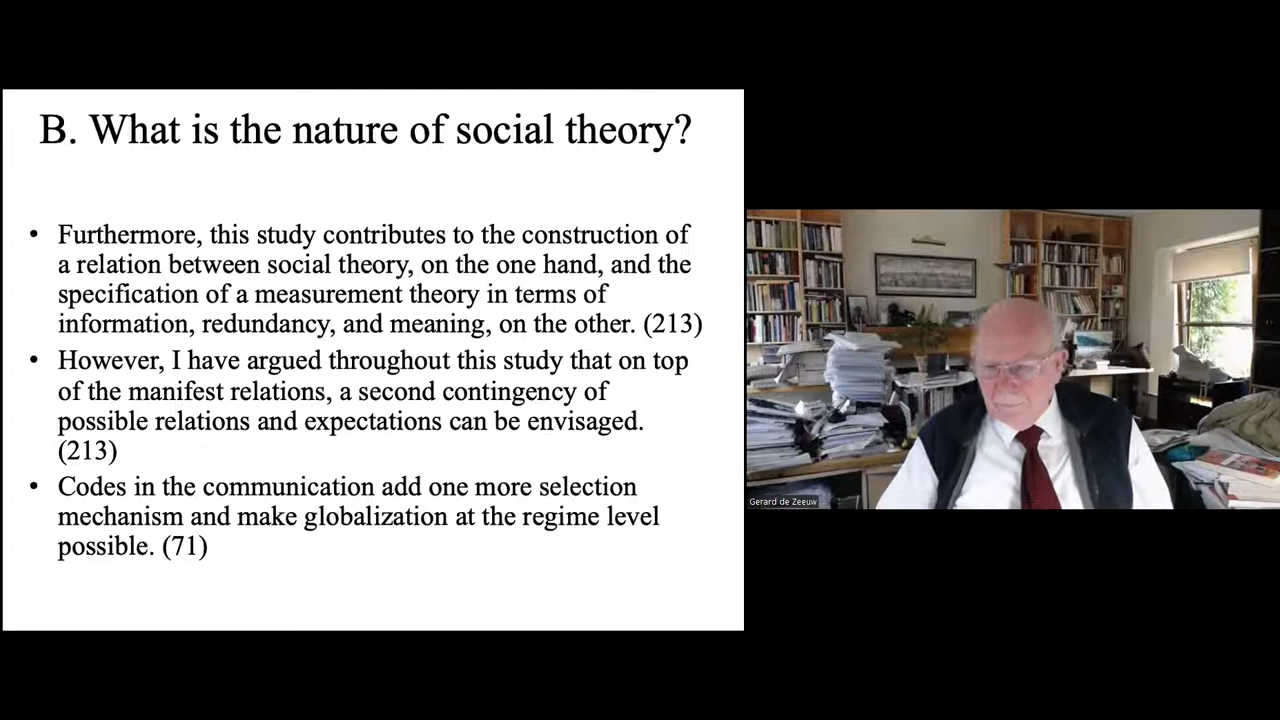 B. What is the nature of social theory?
• Furthermore, this study contributes to the construction of
a relation between social theory, on the one hand, and the
specification of a measurement theory in terms of
information, redundancy, and meaning, on the other. (213)
• However, I have argued throughout this study that on top
of the manifest relations, a second contingency of
possible relations and expectations can be envisaged.
(213)
• Codes in the communication add one more selection
mechanism and make globalization at the regime level
possible. (71)
Gerard de Zeeuw